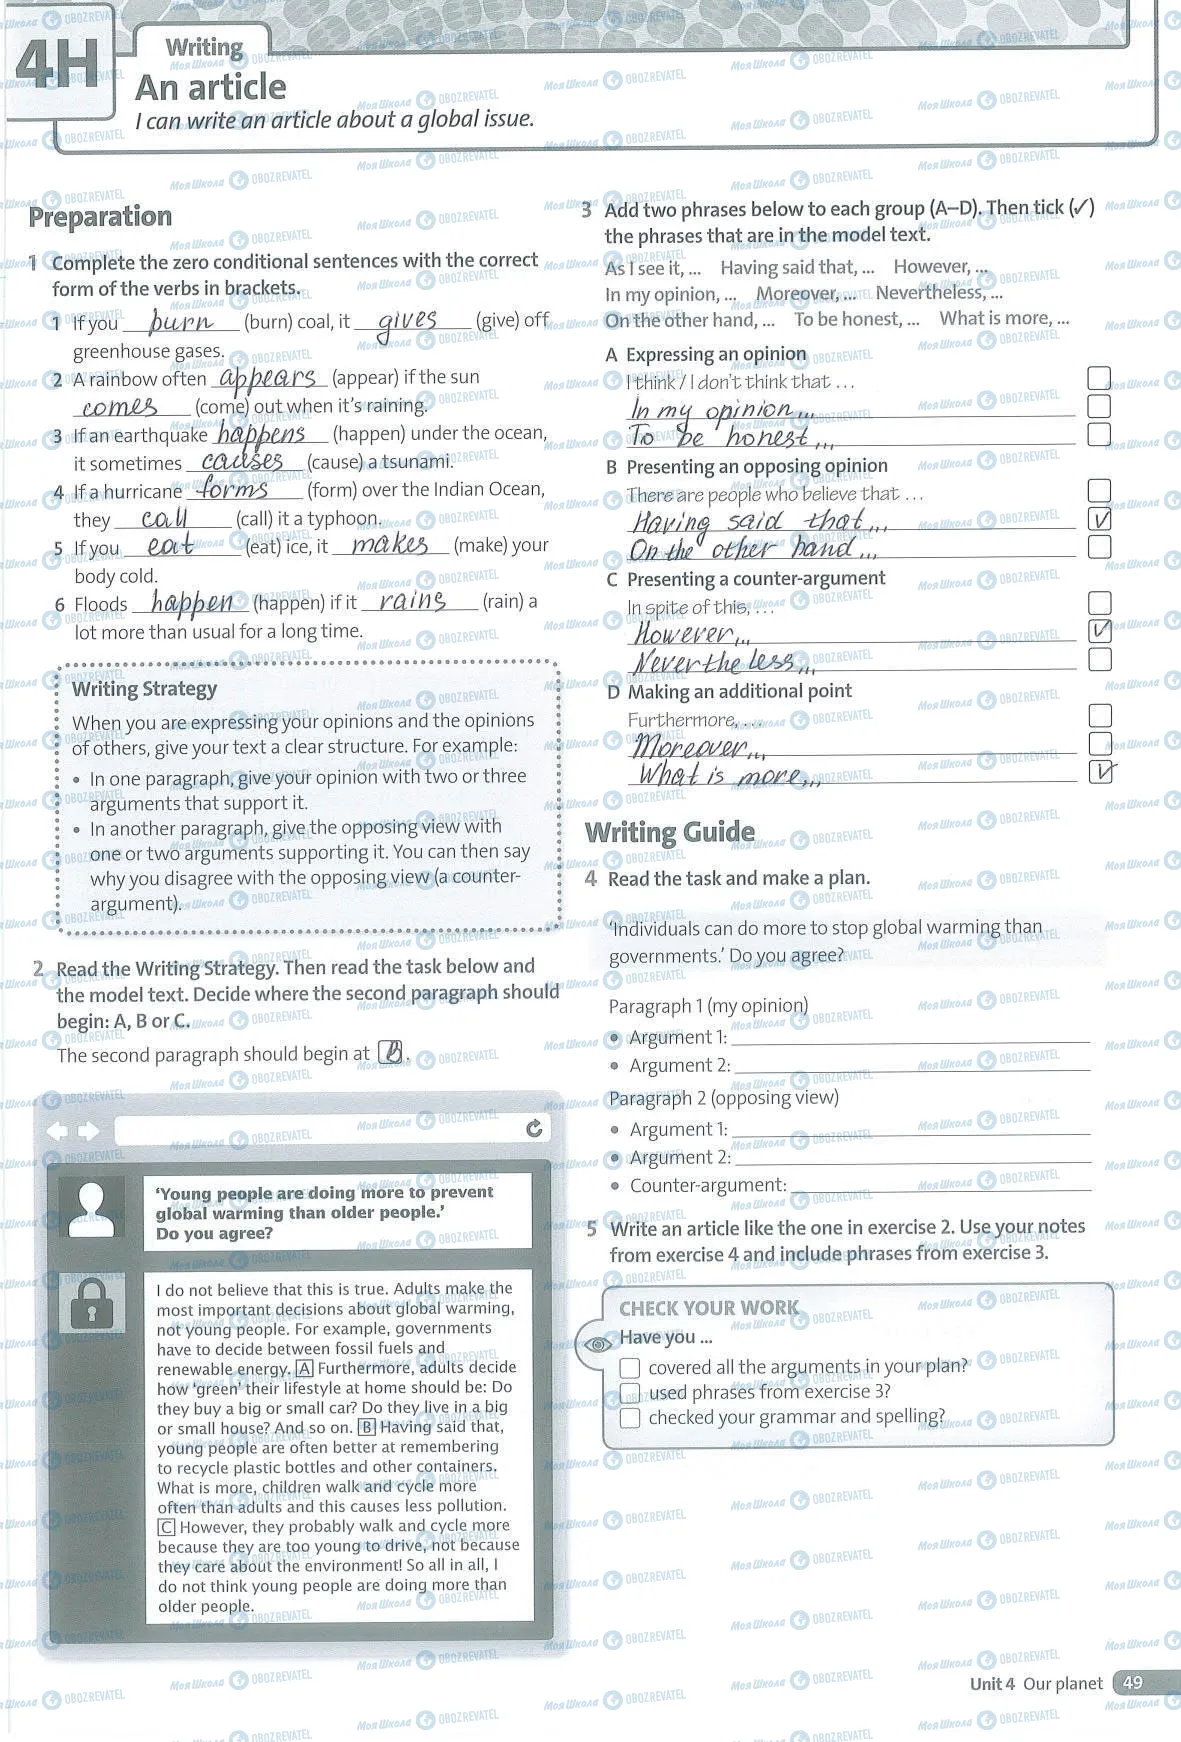 4H
Writing
An article
I can write an article about a global issue.
Preparation
1 Complete the zero conditional sentences with the correct
form of the verbs in brackets.
1 If you burn (burn) coal, it gives (give) off
greenhouse gases.
2 A rainbow often appears (appear) if the sun
comes (come) out when it's raining.
3 If an earthquake happens (happen) under the ocean,
it sometimes causes (cause) a tsunami.
4 If a hurricane forms (form) over the Indian Ocean,
they call (call) it a typhoon.
5 If you eat (eat) ice, it makes (make) your
body cold.
6 Floods happen (happen) if it rains (rain) a
lot more than usual for a long time.
Writing Strategy
When you are expressing your opinions and the opinions
of others, give your text a clear structure. For example:
• In one paragraph, give your opinion with two or three
arguments that support it.
• In another paragraph, give the opposing view with
one or two arguments supporting it. You can then say
why you disagree with the opposing view (a counter-
argument).
2 Read the Writing Strategy. Then read the task below and
the model text. Decide where the second paragraph should
begin: A, B or C.
The second paragraph should begin at B.
'Young people are doing more to prevent
global warming than older people.'
Do you agree?
I do not believe that this is true. Adults make the
most important decisions about global warming,
not young people. For example, governments
have to decide between fossil fuels and
renewable energy. A Furthermore, adults decide
how 'green' their lifestyle at home should be: Do
they buy a big or small car? Do they live in a big
or small house? And so on. B Having said that,
young people are often better at remembering
to recycle plastic bottles and other containers.
What is more, children walk and cycle more
often than adults and this causes less pollution.
C However, they probably walk and cycle more
because they are too young to drive, not because
they care about the environment! So all in all, I
do not think young people are doing more than
older people.
3 Add two phrases below to each group (A–D). Then tick (✓)
the phrases that are in the model text.
As I see it, ... Having said that, ... However, ...
In my opinion, ... Moreover, ... Nevertheless, ...
On the other hand, ... To be honest, ... What is more, ...
A Expressing an opinion
I think / I don't think that ...
In my opinion,..
To be honest,..
B Presenting an opposing opinion
There are people who believe that ...
Having said that,.. ✓
On the other hand,..
C Presenting a counter-argument
In spite of this, ...
However,.. ✓
Nevertheless,..
D Making an additional point
Furthermore, ...
Moreover,..
What is more,.. ✓
Writing Guide
4 Read the task and make a plan.
'Individuals can do more to stop global warming than
governments.' Do you agree?
Paragraph 1 (my opinion)
• Argument 1:
• Argument 2:
Paragraph 2 (opposing view)
• Argument 1:
• Argument 2:
• Counter-argument:
5 Write an article like the one in exercise 2. Use your notes
from exercise 4 and include phrases from exercise 3.
CHECK YOUR WORK
Have you ...
covered all the arguments in your plan?
used phrases from exercise 3?
checked your grammar and spelling?
Unit 4 Our planet 49
Моя Школа OBOZREVATEL